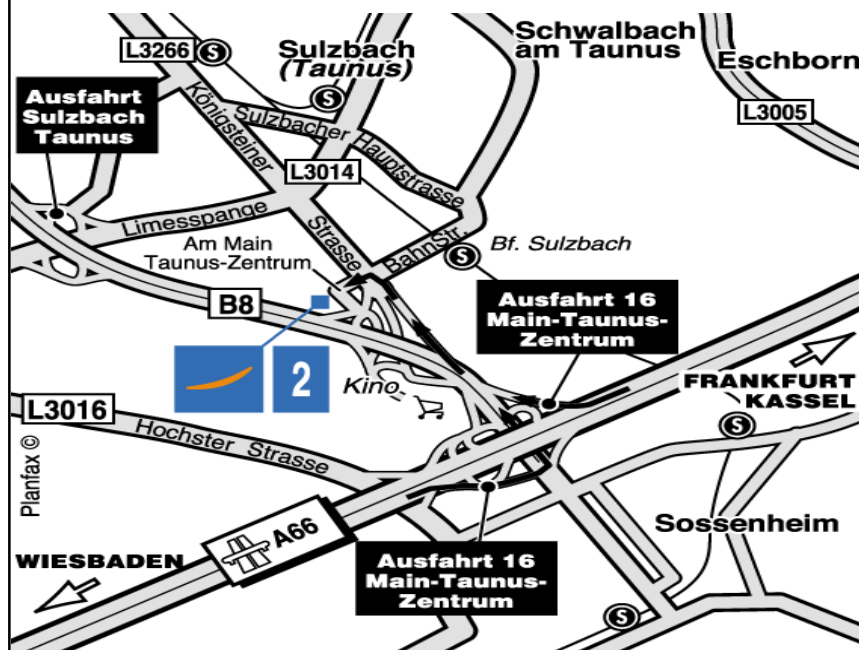 L3266
S
Sulzbach
(Taunus)
Schwalbach
am Taunus
Eschborn
Ausfahrt
Sulzbach
Taunus
Königsteiner
S
Sulzbacher
Hauptstrasse
L3005
L3014
Limesspange
Strasse
BahnStr.
S
Bf. Sulzbach
Am Main
Taunus-Zentrum
B8
Ausfahrt 16
Main-Taunus-
Zentrum
2
Kino
FRANKFURT
KASSEL
L3016
Hochster Strasse
S
Planfax ©
A66
Sossenheim
WIESBADEN
Ausfahrt 16
Main-Taunus-
Zentrum
S